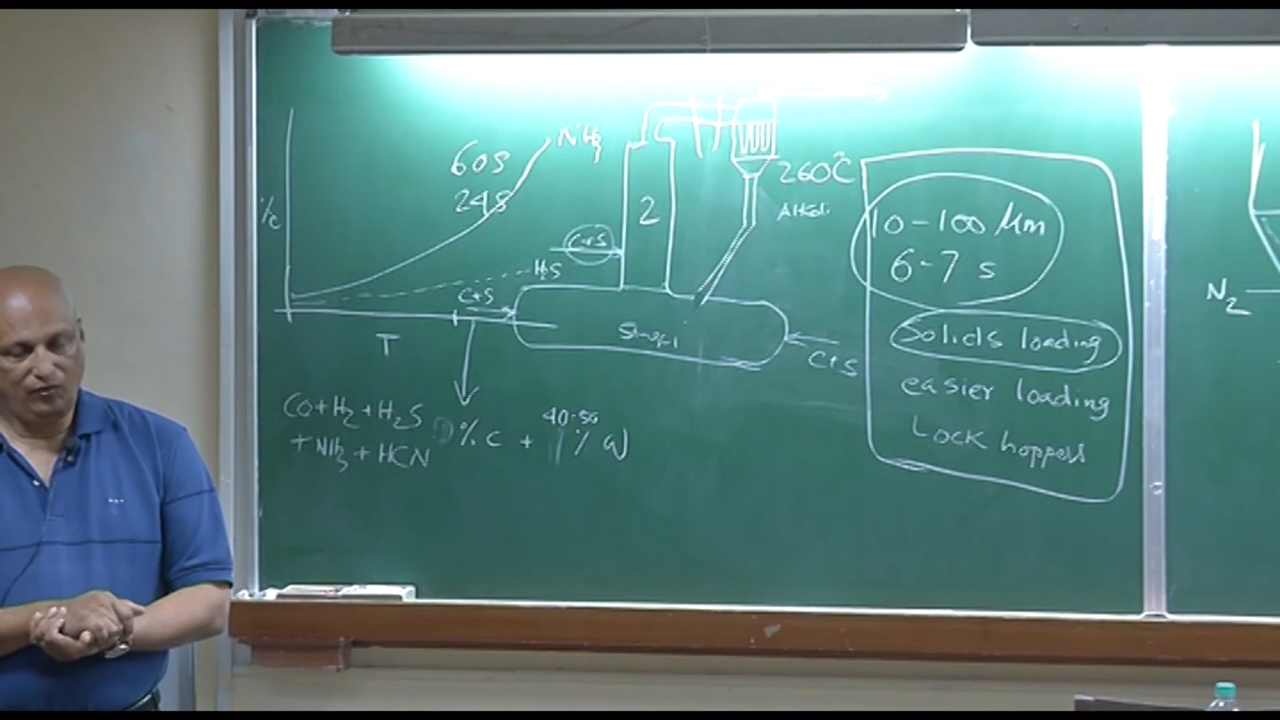 NH3
60s
248
260°C
Alkali
2
C+S
H2S
C+S
T
C+S
10-100 μm
6-7 s
Solids loading
easier loading
Lock hoppers
N2
CO+H2+H2S
+NH3+HCN
% C +
40-50
% W